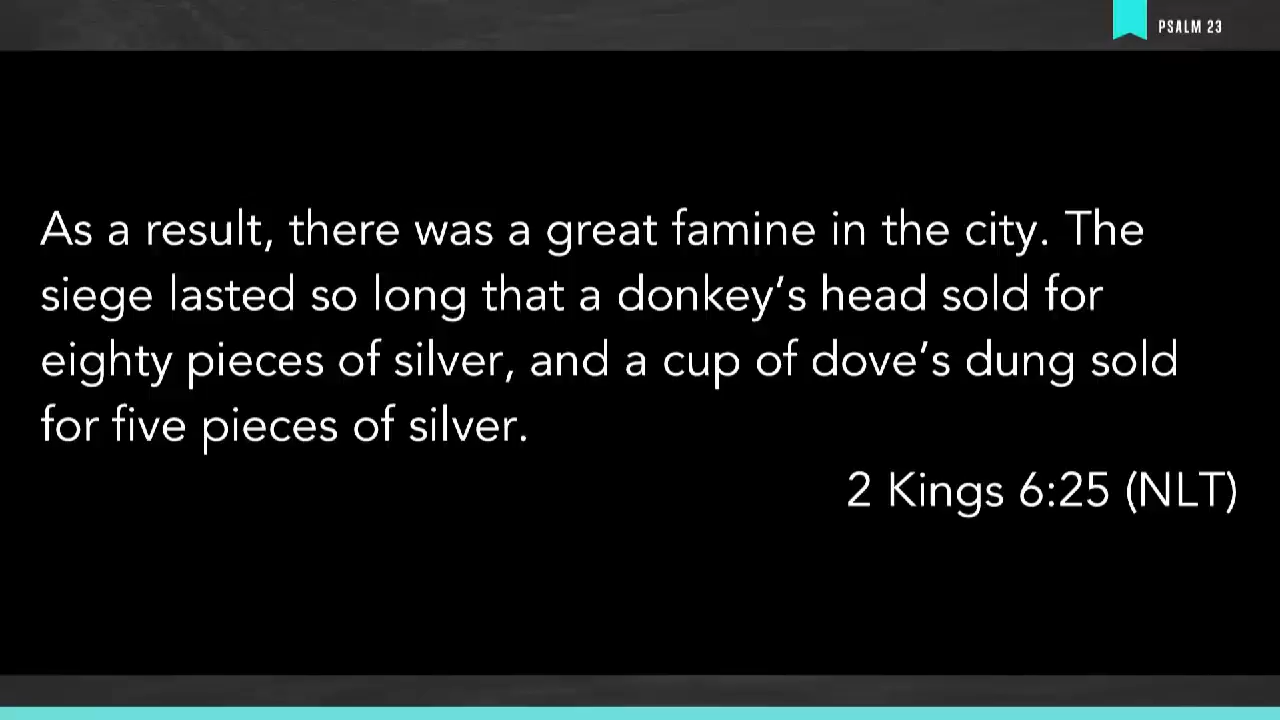 PSALM 23
As a result, there was a great famine in the city. The
siege lasted so long that a donkey’s head sold for
eighty pieces of silver, and a cup of dove’s dung sold
for five pieces of silver.
2 Kings 6:25 (NLT)